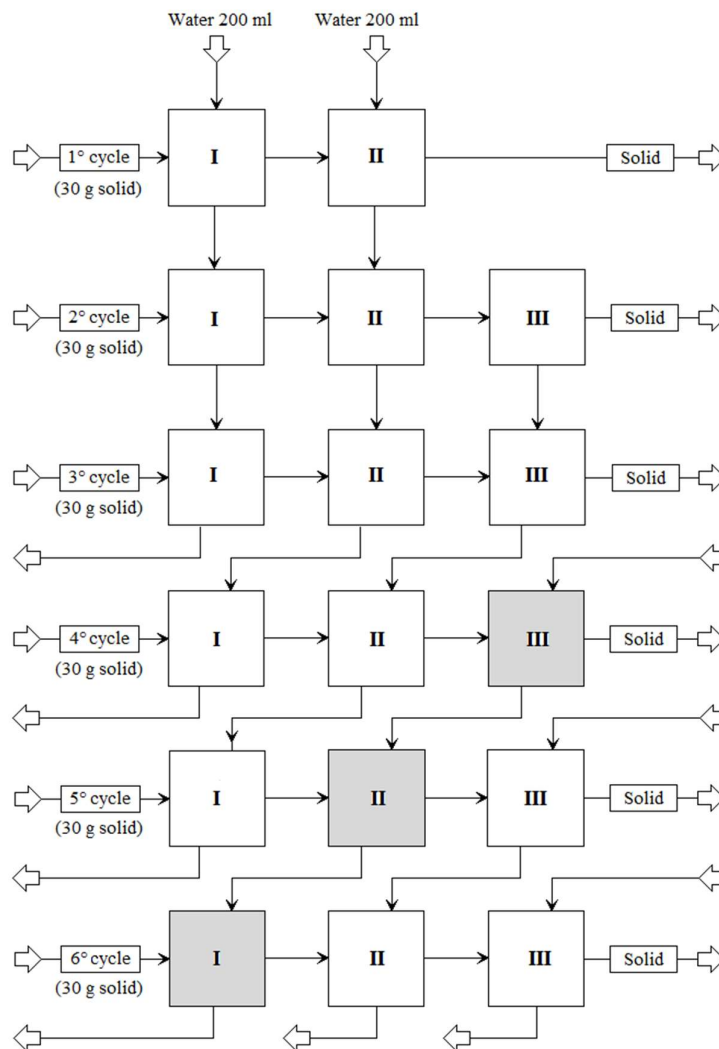 Water 200 ml Water 200 ml
1° cycle I II Solid
(30 g solid)
2° cycle I II III Solid
(30 g solid)
3° cycle I II III Solid
(30 g solid)
4° cycle I II III Solid
(30 g solid)
5° cycle I II III Solid
(30 g solid)
6° cycle I II III Solid
(30 g solid)